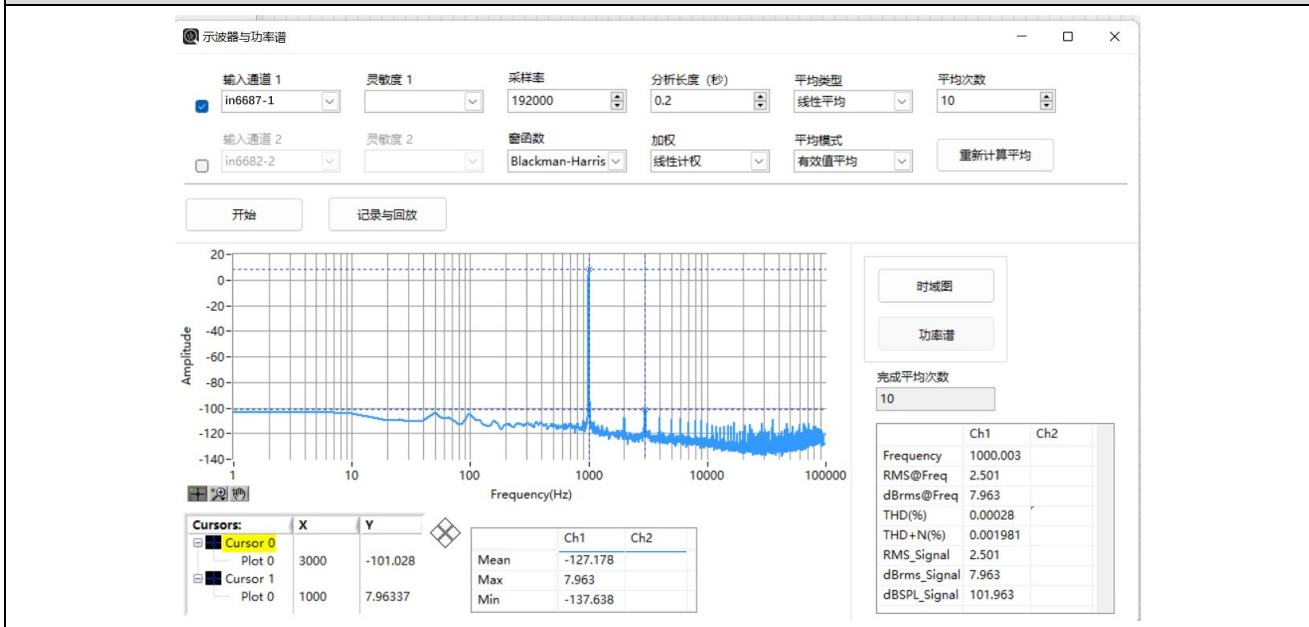 示波器与功率谱
输入通道 1 灵敏度 1 采样率 分析长度（秒） 平均类型 平均次数
in6687-1 192000 0.2 线性平均 10
输入通道 2 灵敏度 2 窗函数 加权 平均模式
in6682-2 Blackman-Harris 线性计权 有效值平均 重新计算平均
开始 记录与回放
20
0
-20
-40
-60
-80
-100
-120
-140
Amplitude
1 10 100 1000 10000 100000
Frequency(Hz)
时域图
功率谱
完成平均次数
10
Ch1 Ch2
Frequency 1000.003
RMS@Freq 2.501
dBrms@Freq 7.963
THD(%) 0.00028
THD+N(%) 0.001981
RMS_Signal 2.501
dBrms_Signal 7.963
dBSPL_Signal 101.963
Cursors: X Y
Cursor 0
Plot 0 3000 -101.028
Cursor 1
Plot 0 1000 7.96337
Ch1 Ch2
Mean -127.178
Max 7.963
Min -137.638